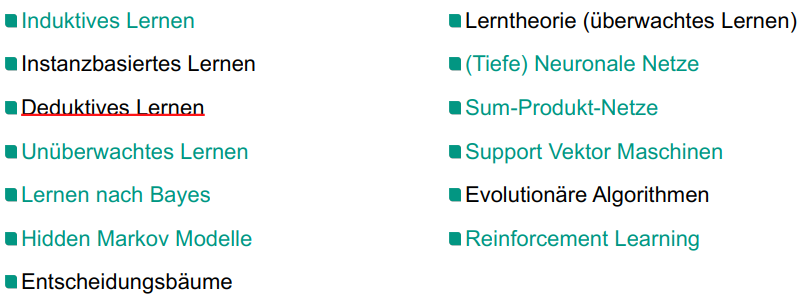 Induktives Lernen
Instanzbasiertes Lernen
Deduktives Lernen
Unüberwachtes Lernen
Lernen nach Bayes
Hidden Markov Modelle
Entscheidungsbäume
Lerntheorie (überwachtes Lernen)
(Tiefe) Neuronale Netze
Sum-Produkt-Netze
Support Vektor Maschinen
Evolutionäre Algorithmen
Reinforcement Learning